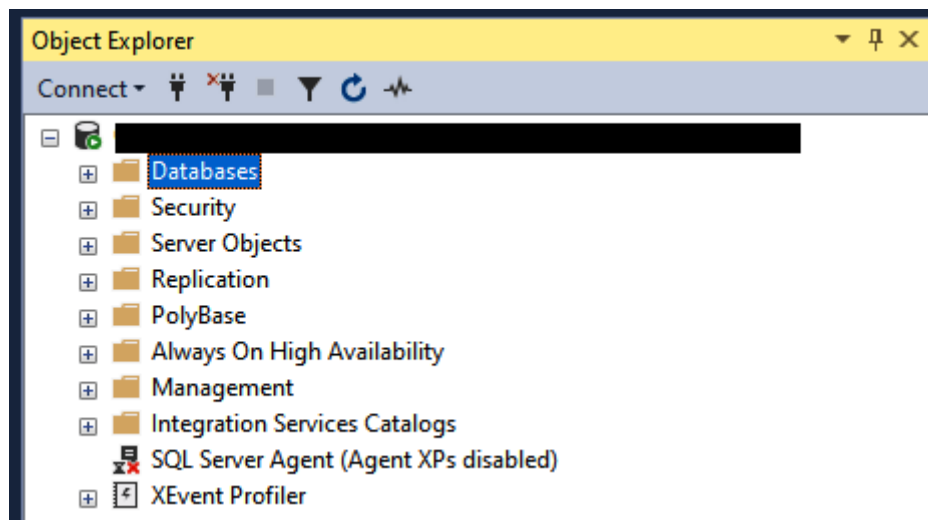 Object Explorer
Connect
Databases
Security
Server Objects
Replication
PolyBase
Always On High Availability
Management
Integration Services Catalogs
SQL Server Agent (Agent XPs disabled)
XEvent Profiler